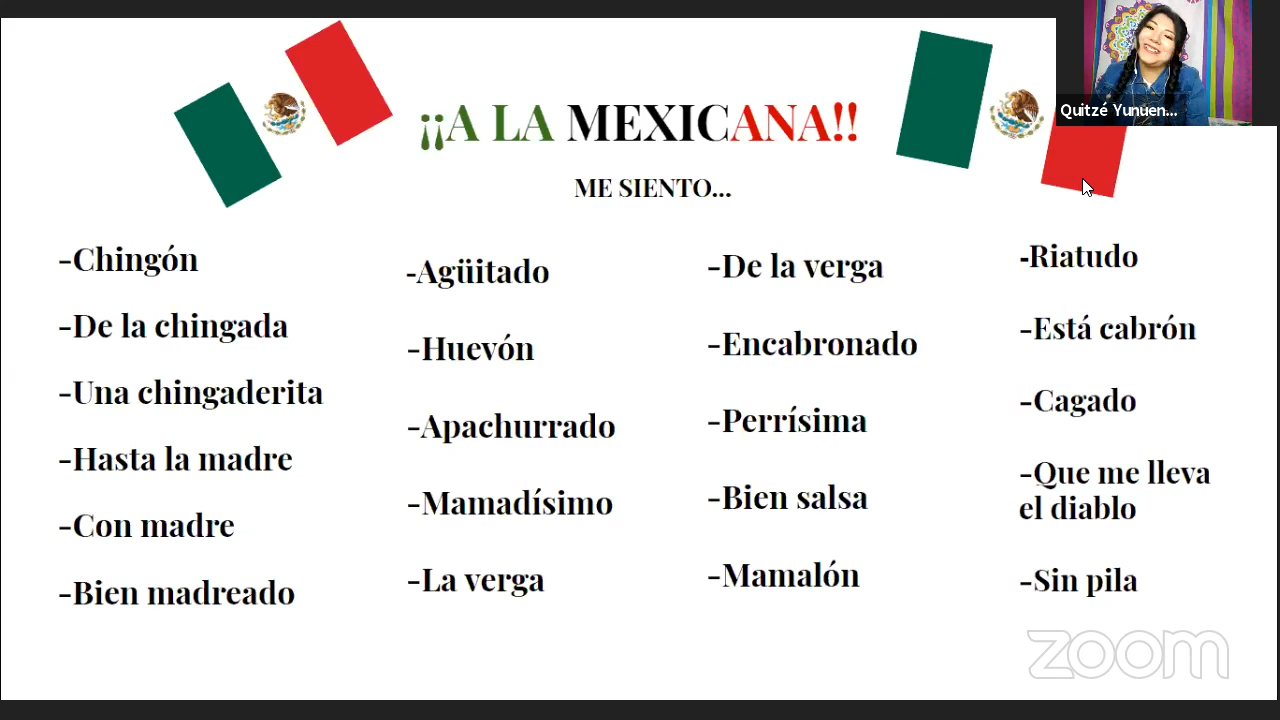 ¡¡A LA MEXICANA!!
ME SIENTO...
-Chingón
-De la chingada
-Una chingaderita
-Hasta la madre
-Con madre
-Bien madreado
-Agüitado
-Huevón
-Apachurrado
-Mamadísimo
-La verga
-De la verga
-Encabronado
-Perrísima
-Bien salsa
-Mamalón
-Riatudo
-Está cabrón
-Cagado
-Que me lleva
el diablo
-Sin pila
Quitzé Yunuen...
zoom